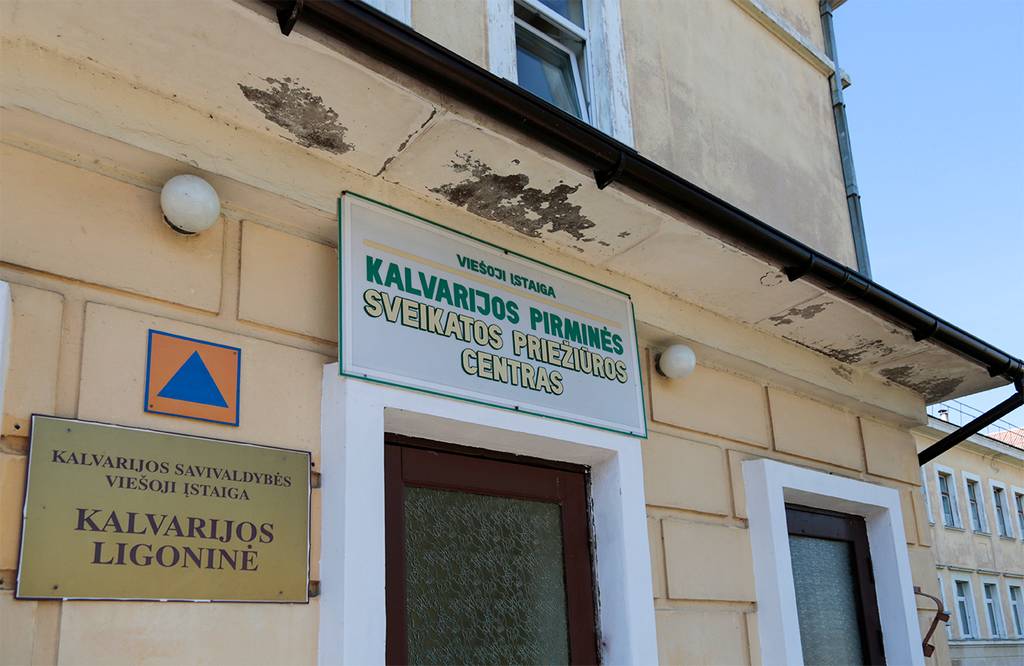 VIEŠOJI ĮSTAIGA
KALVARIJOS PIRMINĖS
SVEIKATOS PRIEŽIŪROS
CENTRAS
KALVARIJOS SAVIVALDYBĖS
VIEŠOJI ĮSTAIGA
KALVARIJOS
LIGONINĖ